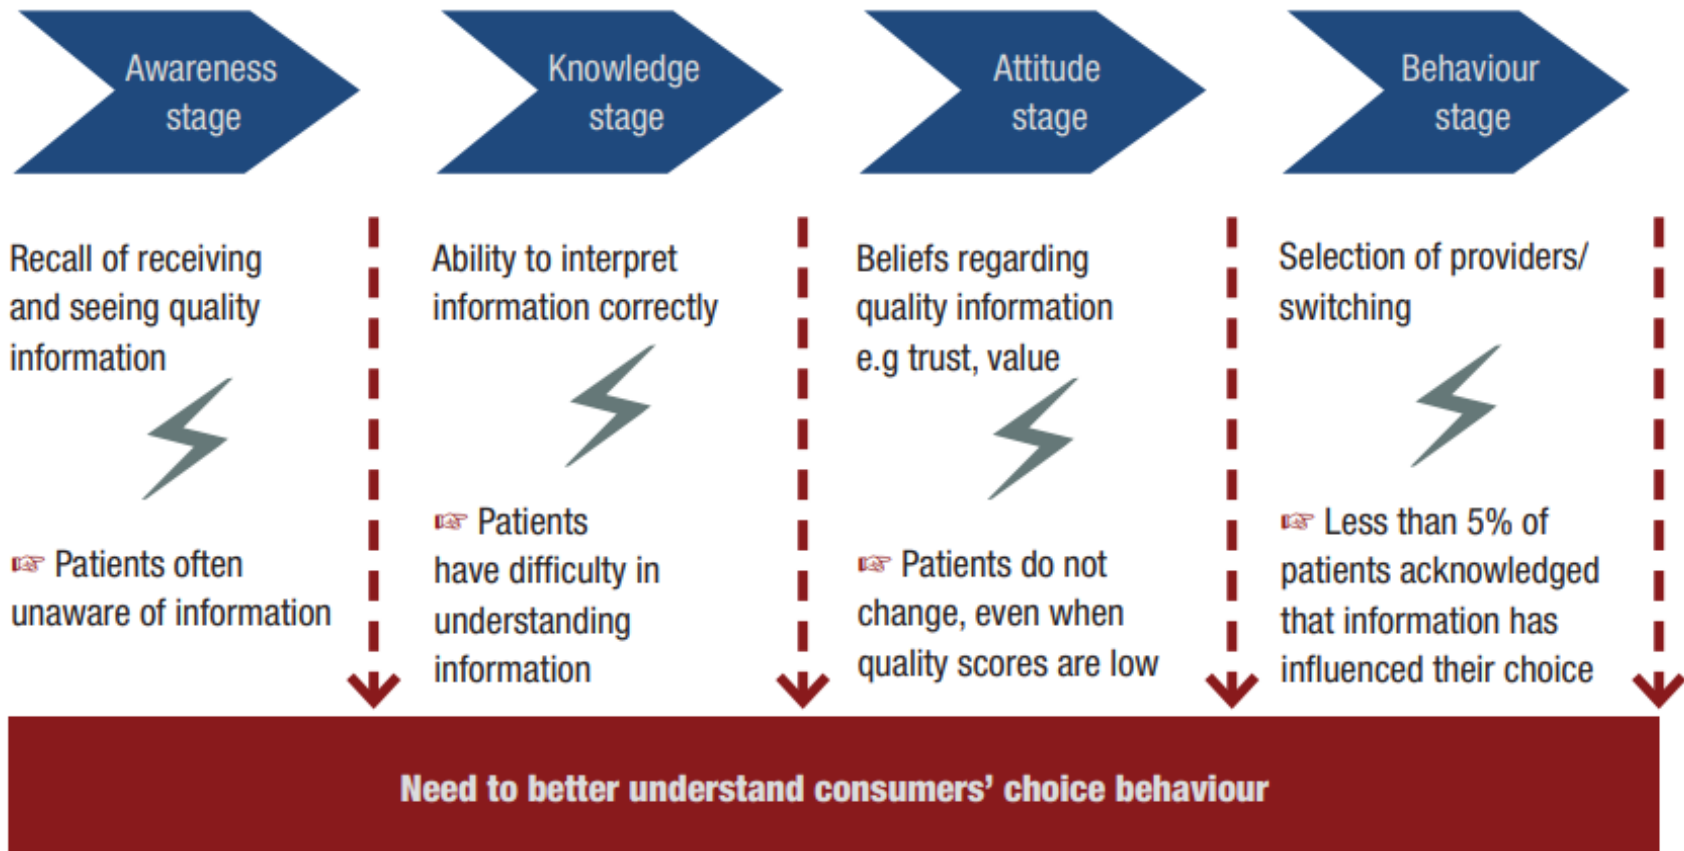 Awareness
stage
Knowledge
stage
Attitude
stage
Behaviour
stage
Recall of receiving
and seeing quality
information
☞ Patients often
unaware of information
Ability to interpret
information correctly
☞ Patients
have difficulty in
understanding
information
Beliefs regarding
quality information
e.g trust, value
☞ Patients do not
change, even when
quality scores are low
Selection of providers/
switching
☞ Less than 5% of
patients acknowledged
that information has
influenced their choice
Need to better understand consumers’ choice behaviour